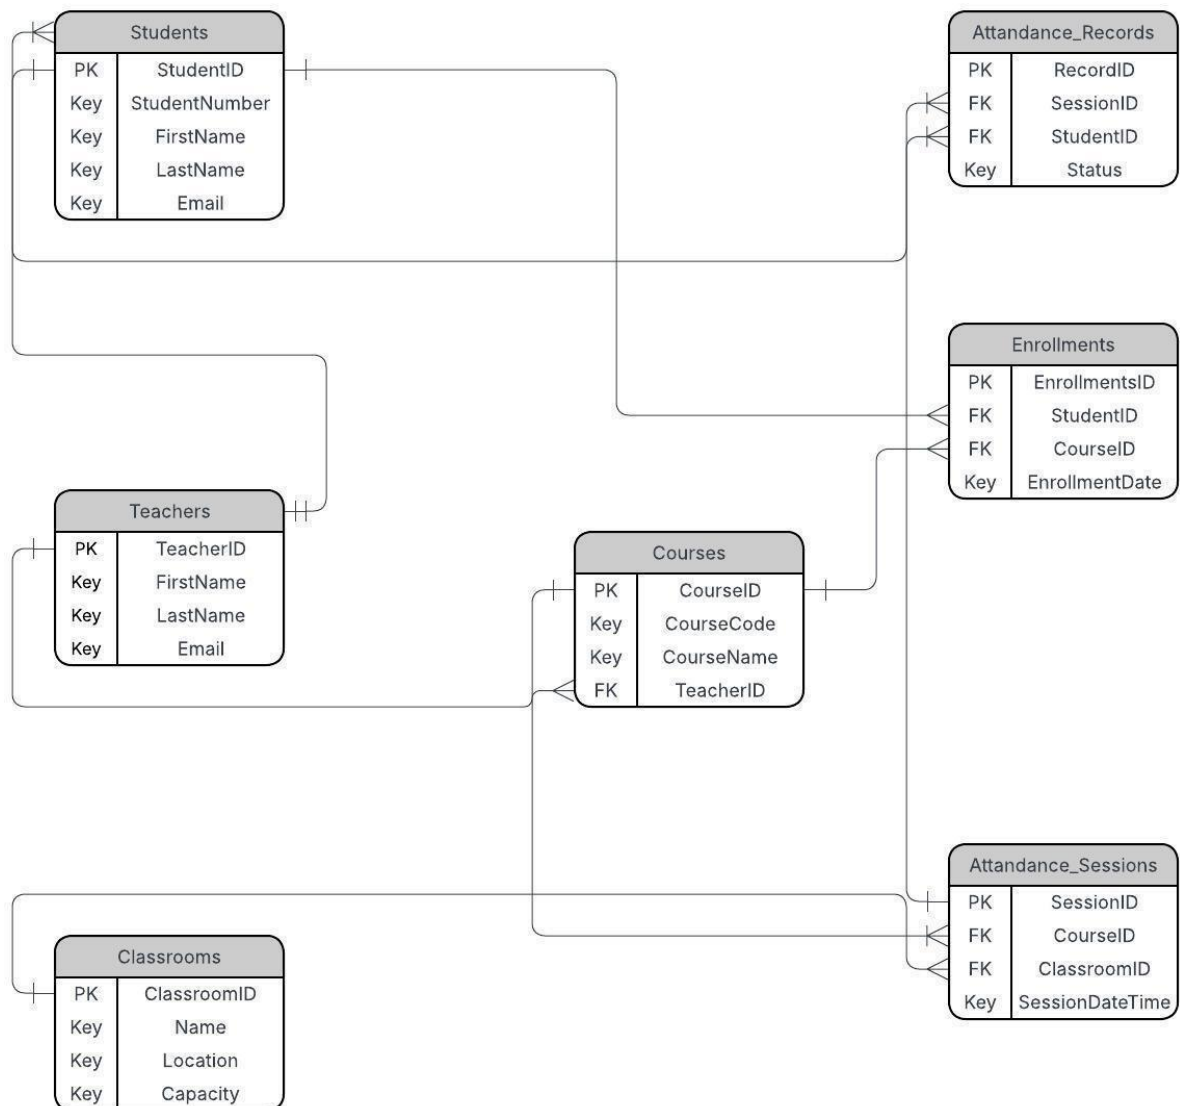 Students
PK StudentID
Key StudentNumber
Key FirstName
Key LastName
Key Email
Attandance_Records
PK RecordID
FK SessionID
FK StudentID
Key Status
Enrollments
PK EnrollmentsID
FK StudentID
FK CourseID
Key EnrollmentDate
Teachers
PK TeacherID
Key FirstName
Key LastName
Key Email
Courses
PK CourseID
Key CourseCode
Key CourseName
FK TeacherID
Attandance_Sessions
PK SessionID
FK CourseID
FK ClassroomID
Key SessionDateTime
Classrooms
PK ClassroomID
Key Name
Key Location
Key Capacity